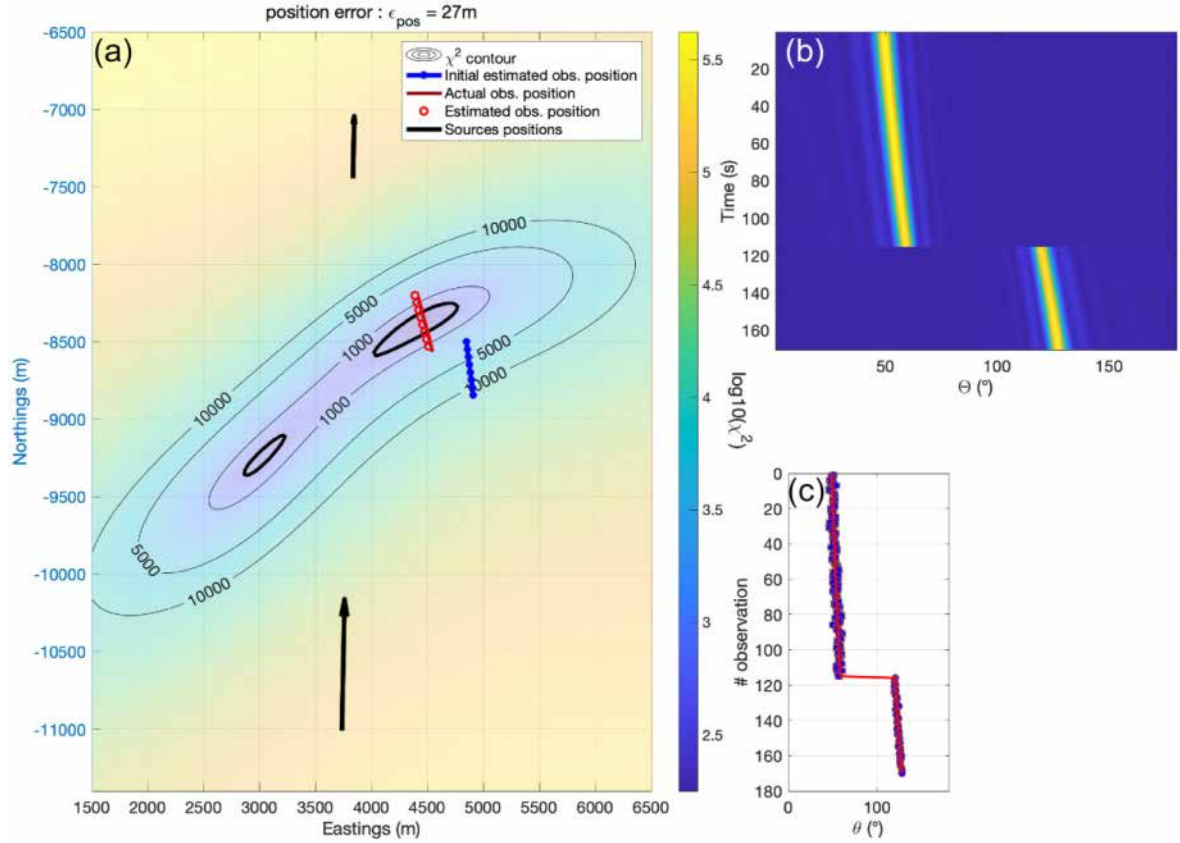 position error : ϵpos = 27m
(a)
χ² contour
Initial estimated obs. position
Actual obs. position
Estimated obs. position
Sources positions
-6500
-7000
-7500
-8000
-8500
-9000
-9500
-10000
-10500
-11000
Northings (m)
10000
5000
1000
5000
10000
10000
1000
5000
10000
1500 2000 2500 3000 3500 4000 4500 5000 5500 6000 6500
Eastings (m)
5.5
5
4.5
4
3.5
3
2.5
log10(χ²)
(b)
20
40
60
80
100
120
140
160
Time (s)
50 100 150
Θ (°)
(c)
0
20
40
60
80
100
120
140
160
180
# observation
0 100
θ (°)